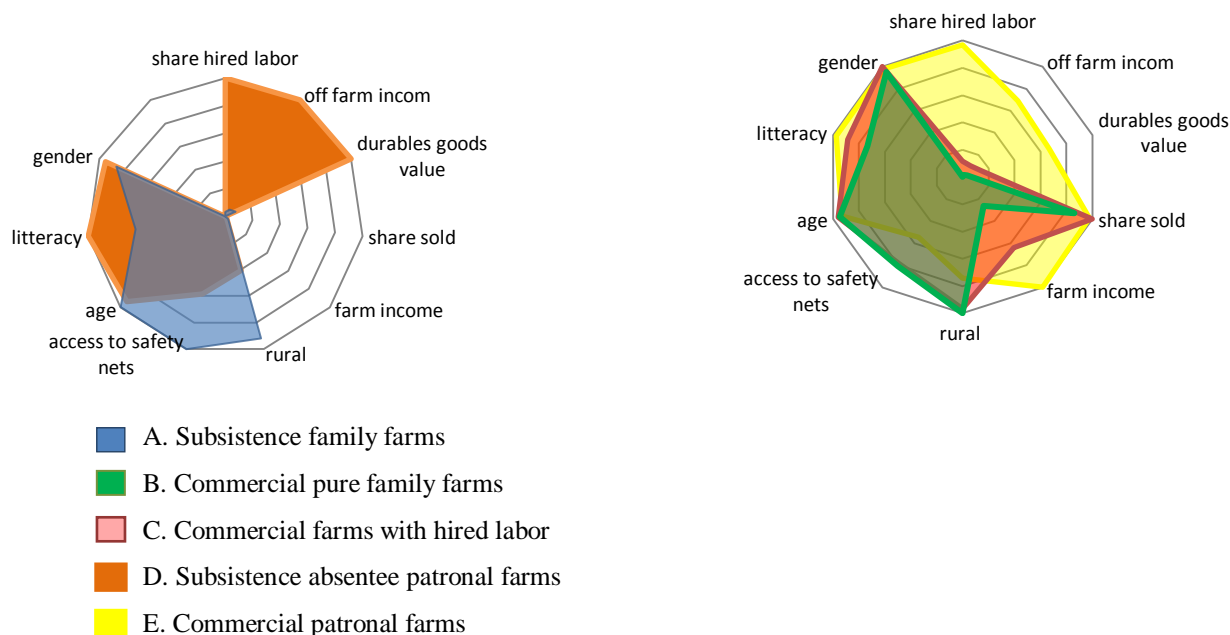 share hired labor
off farm incom
durables goods
value
share sold
farm income
rural
access to safety
nets
age
litteracy
gender
share hired labor
off farm incom
durables goods
value
share sold
farm income
rural
access to safety
nets
age
litteracy
gender
A. Subsistence family farms
B. Commercial pure family farms
C. Commercial farms with hired labor
D. Subsistence absentee patronal farms
E. Commercial patronal farms